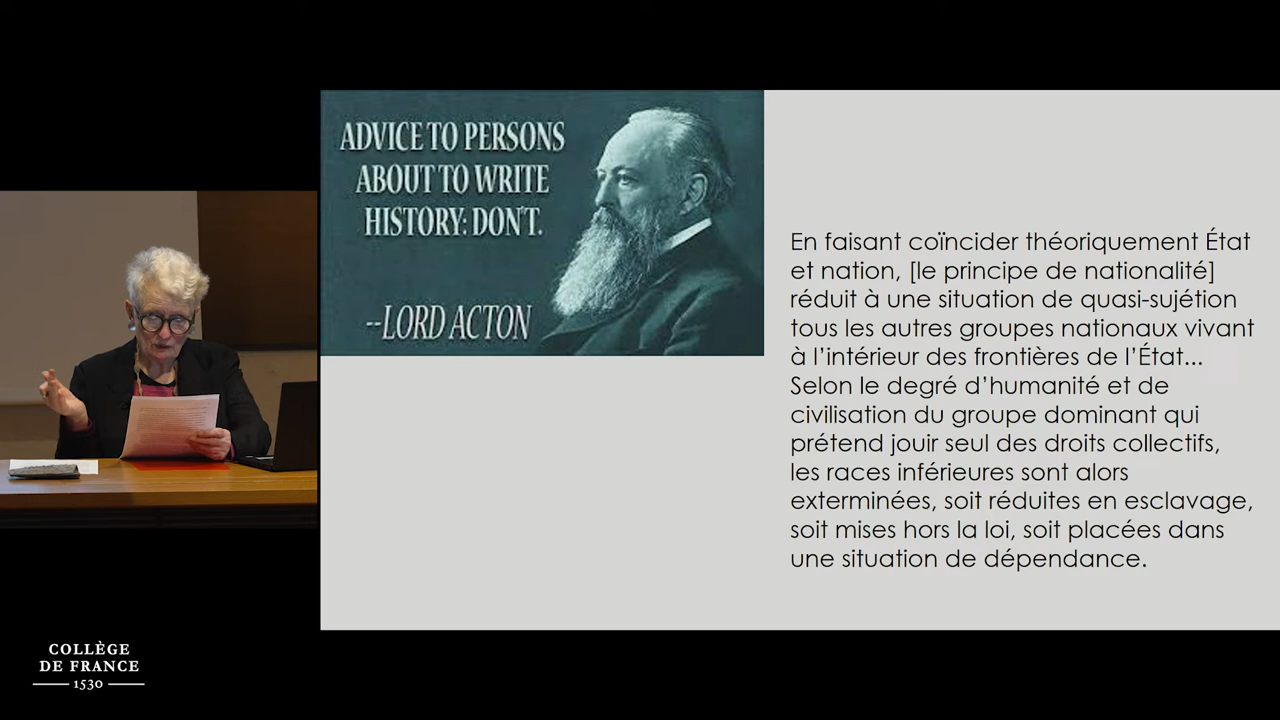 ADVICE TO PERSONS
ABOUT TO WRITE
HISTORY: DON'T.
--LORD ACTON
En faisant coïncider théoriquement État
et nation, [le principe de nationalité]
réduit à une situation de quasi-sujétion
tous les autres groupes nationaux vivant
à l'intérieur des frontières de l'État...
Selon le degré d'humanité et de
civilisation du groupe dominant qui
prétend jouir seul des droits collectifs,
les races inférieures sont alors
exterminées, soit réduites en esclavage,
soit mises hors la loi, soit placées dans
une situation de dépendance.
COLLÈGE
DE FRANCE
1530